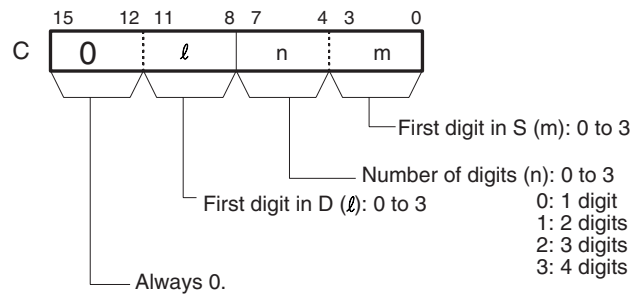 15 12 11 8 7 4 3 0
C 0 ℓ n m
First digit in S (m): 0 to 3
Number of digits (n): 0 to 3
First digit in D (ℓ): 0 to 3
0: 1 digit
1: 2 digits
2: 3 digits
3: 4 digits
Always 0.